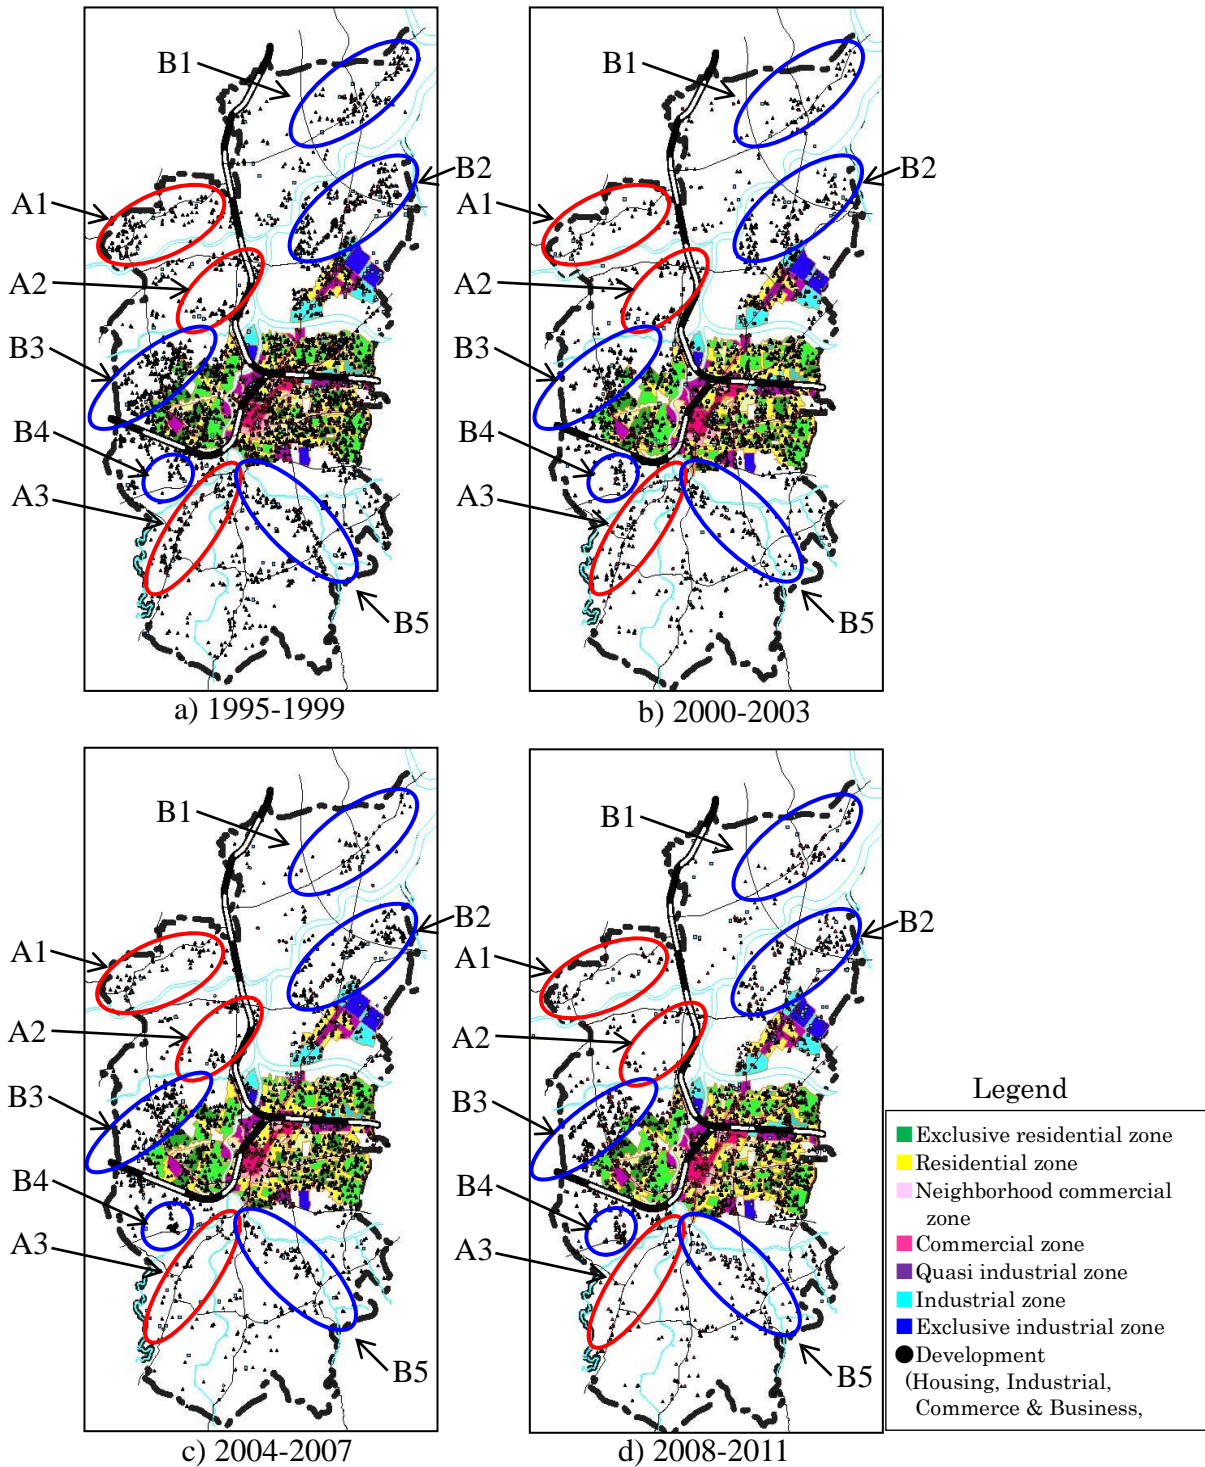 B1
B2
A1
A2
B3
B4
A3
B5
a) 1995-1999
B1
B2
A1
A2
B3
B4
A3
B5
b) 2000-2003
B1
B2
A1
A2
B3
B4
A3
B5
c) 2004-2007
B1
B2
A1
A2
B3
B4
A3
B5
d) 2008-2011
Legend
Exclusive residential zone
Residential zone
Neighborhood commercial
zone
Commercial zone
Quasi industrial zone
Industrial zone
Exclusive industrial zone
Development
(Housing, Industrial,
Commerce & Business,